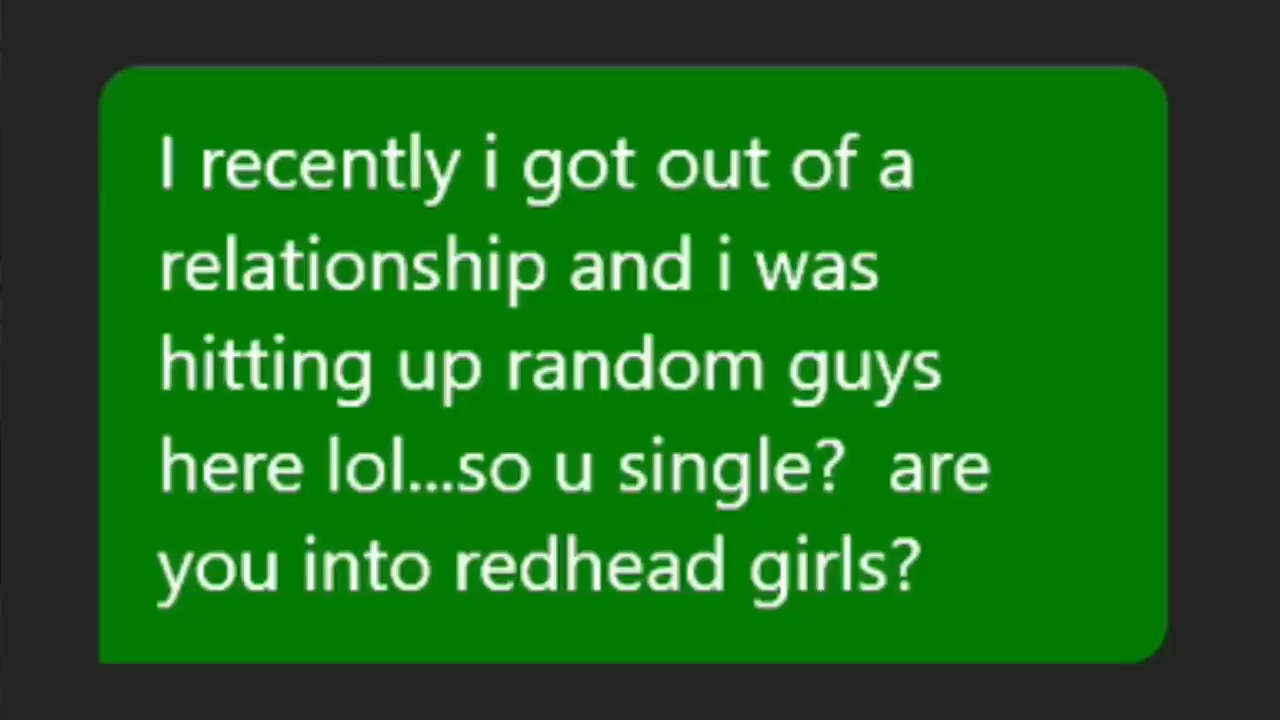 I recently i got out of a
relationship and i was
hitting up random guys
here lol...so u single?  are
you into redhead girls?